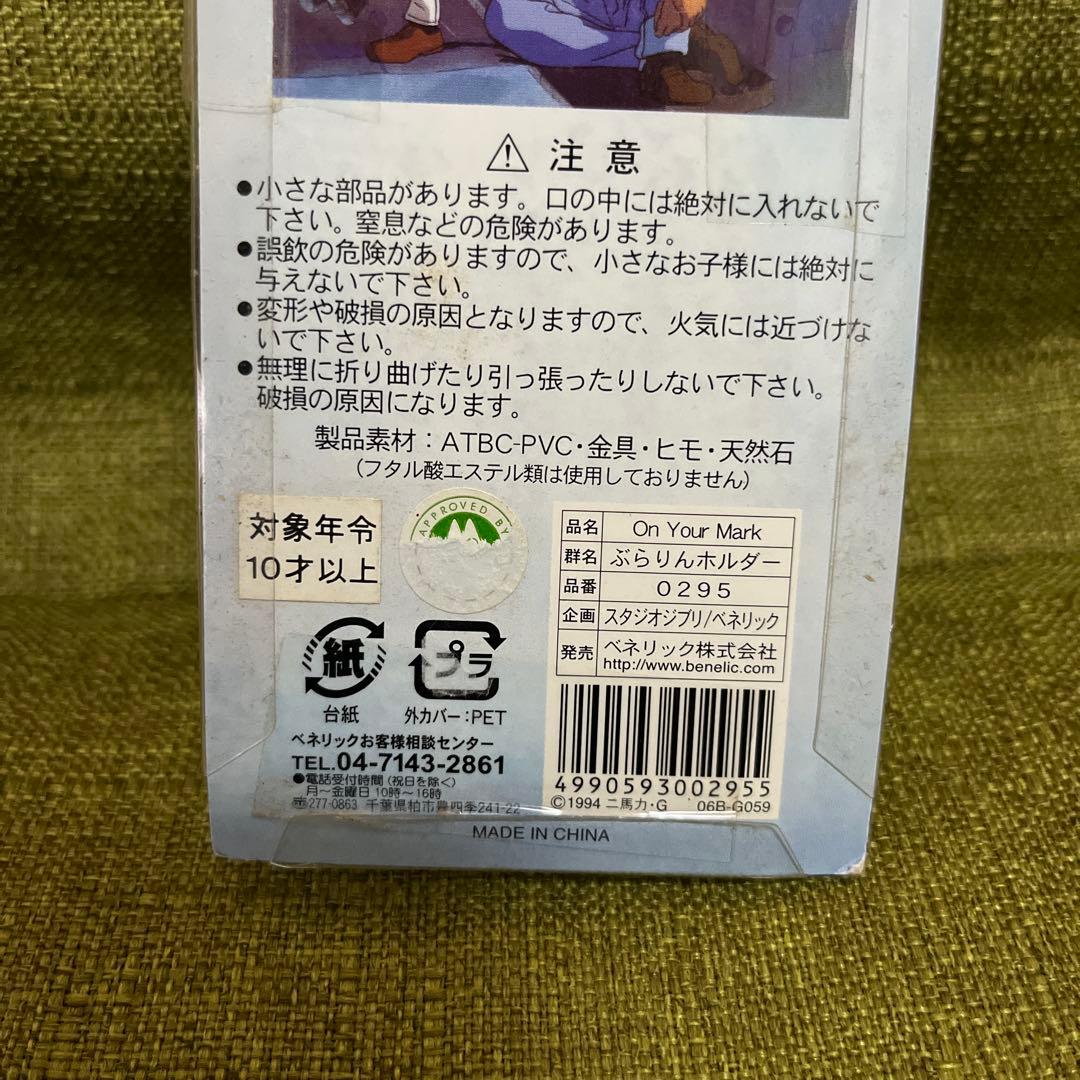 注意
●小さな部品があります。口の中には絶対に入れないで
下さい。窒息などの危険があります。
●誤飲の危険がありますので、小さなお子様には絶対に
与えないで下さい。
●変形や破損の原因となりますので、火気には近づけな
いで下さい。
●無理に折り曲げたり引っ張ったりしないで下さい。
破損の原因になります。
製品素材：ATBC-PVC・金具・ヒモ・天然石
（フタル酸エステル類は使用しておりません）
対象年令
10才以上
APPROVED BY
品名 On Your Mark
群名 ぶらりんホルダー
品番 0295
企画 スタジオジブリ/ベネリック
発売 ベネリック株式会社
http://www.benelic.com
4990593002955
©1994 二馬力・G 06B-G059
紙
台紙
プラ
外カバー：PET
ベネリックお客様相談センター
TEL.04-7143-2861
●電話受付時間（祝日を除く）
月～金曜日 10時～16時
〠277-0863 千葉県柏市豊四季241-22
MADE IN CHINA